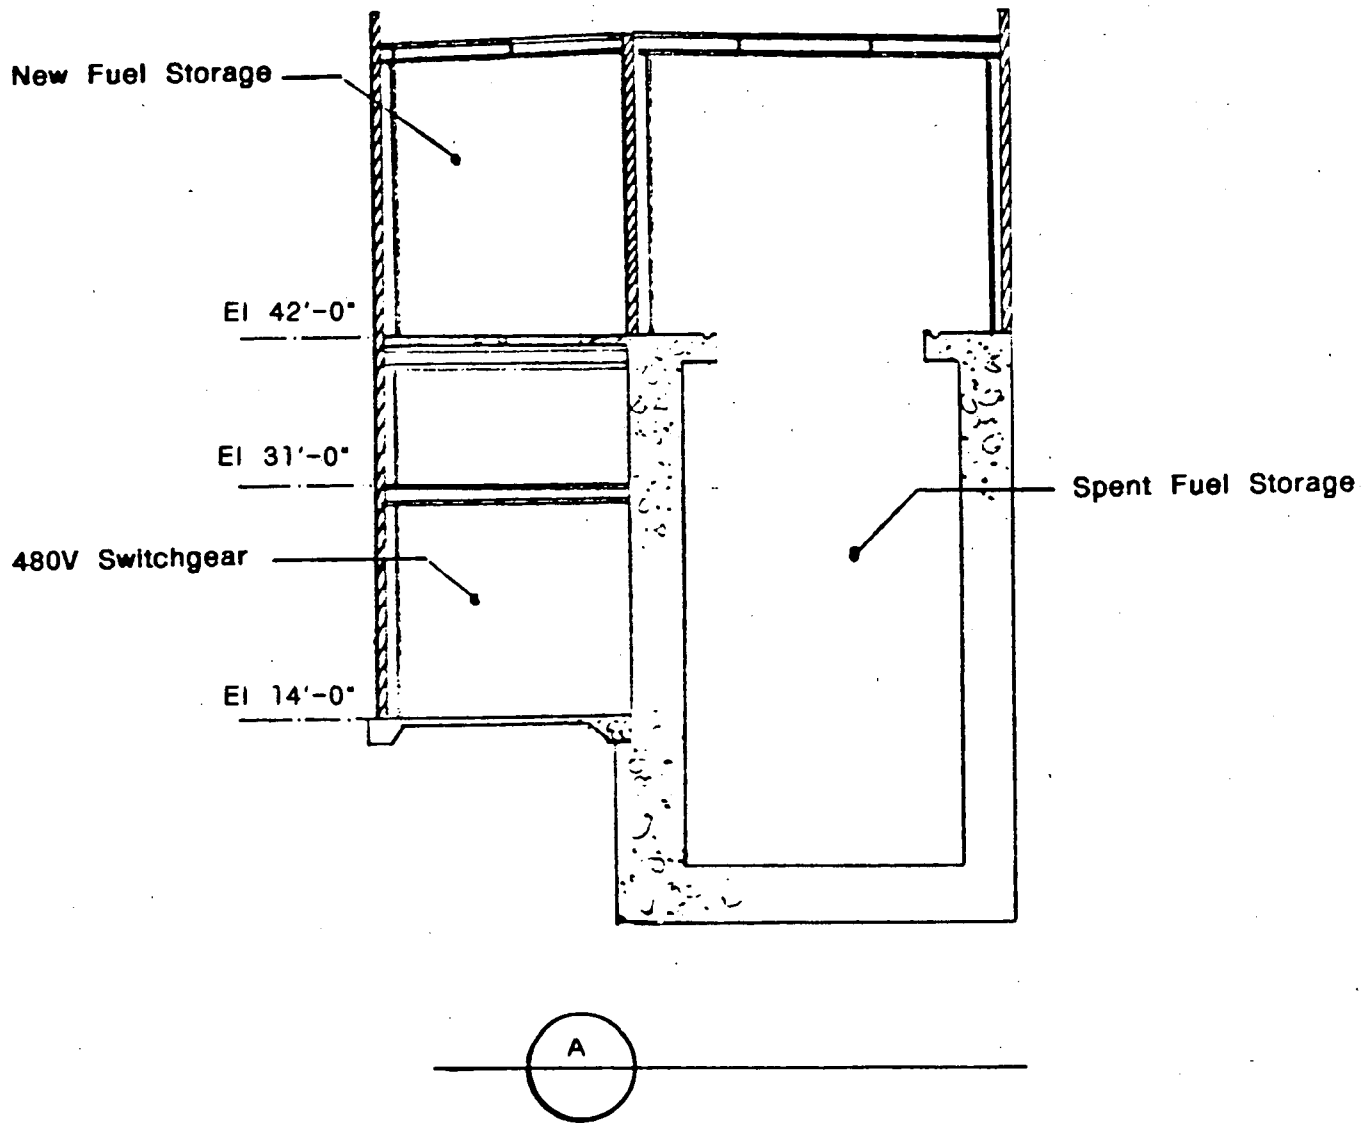 New Fuel Storage
El 42'-0"
El 31'-0"
Spent Fuel Storage
480V Switchgear
El 14'-0"
A